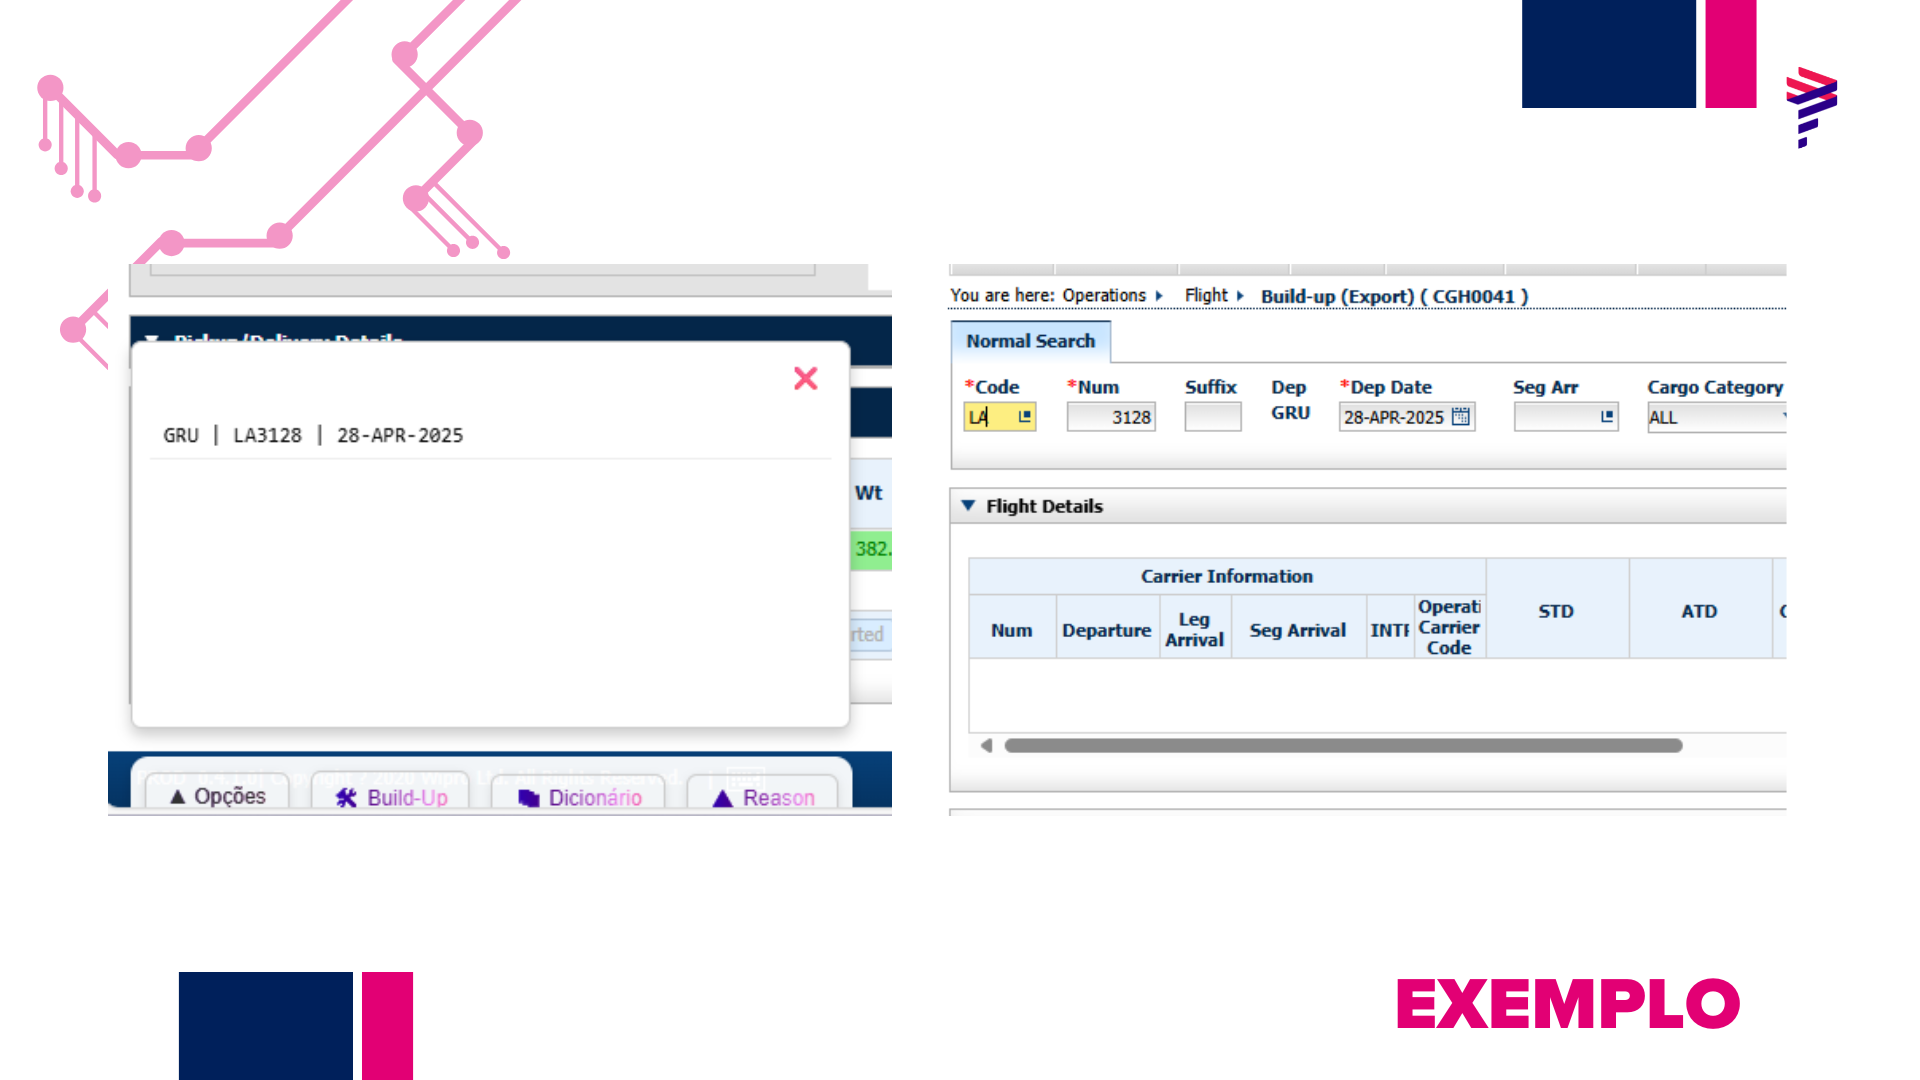 Pickup/Delivery Details
GRU | LA3128 | 28-APR-2025
Wt
382.
rted
▲ Opções
Build-Up
Dicionário
▲ Reason
You are here: Operations Flight Build-up (Export) ( CGH0041 )
Normal Search
*Code *Num Suffix Dep *Dep Date Seg Arr Cargo Category
LA 3128 GRU 28-APR-2025 ALL
Flight Details
Carrier Information
Num Departure Leg Arrival Seg Arrival INTF Operati Carrier Code STD ATD
EXEMPLO